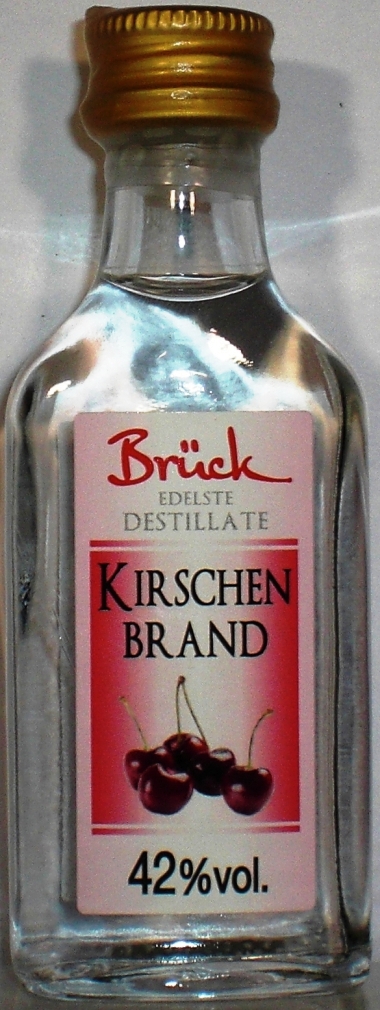 Brück
EDELSTE
DESTILLATE
KIRSCHEN
BRAND
42%vol.